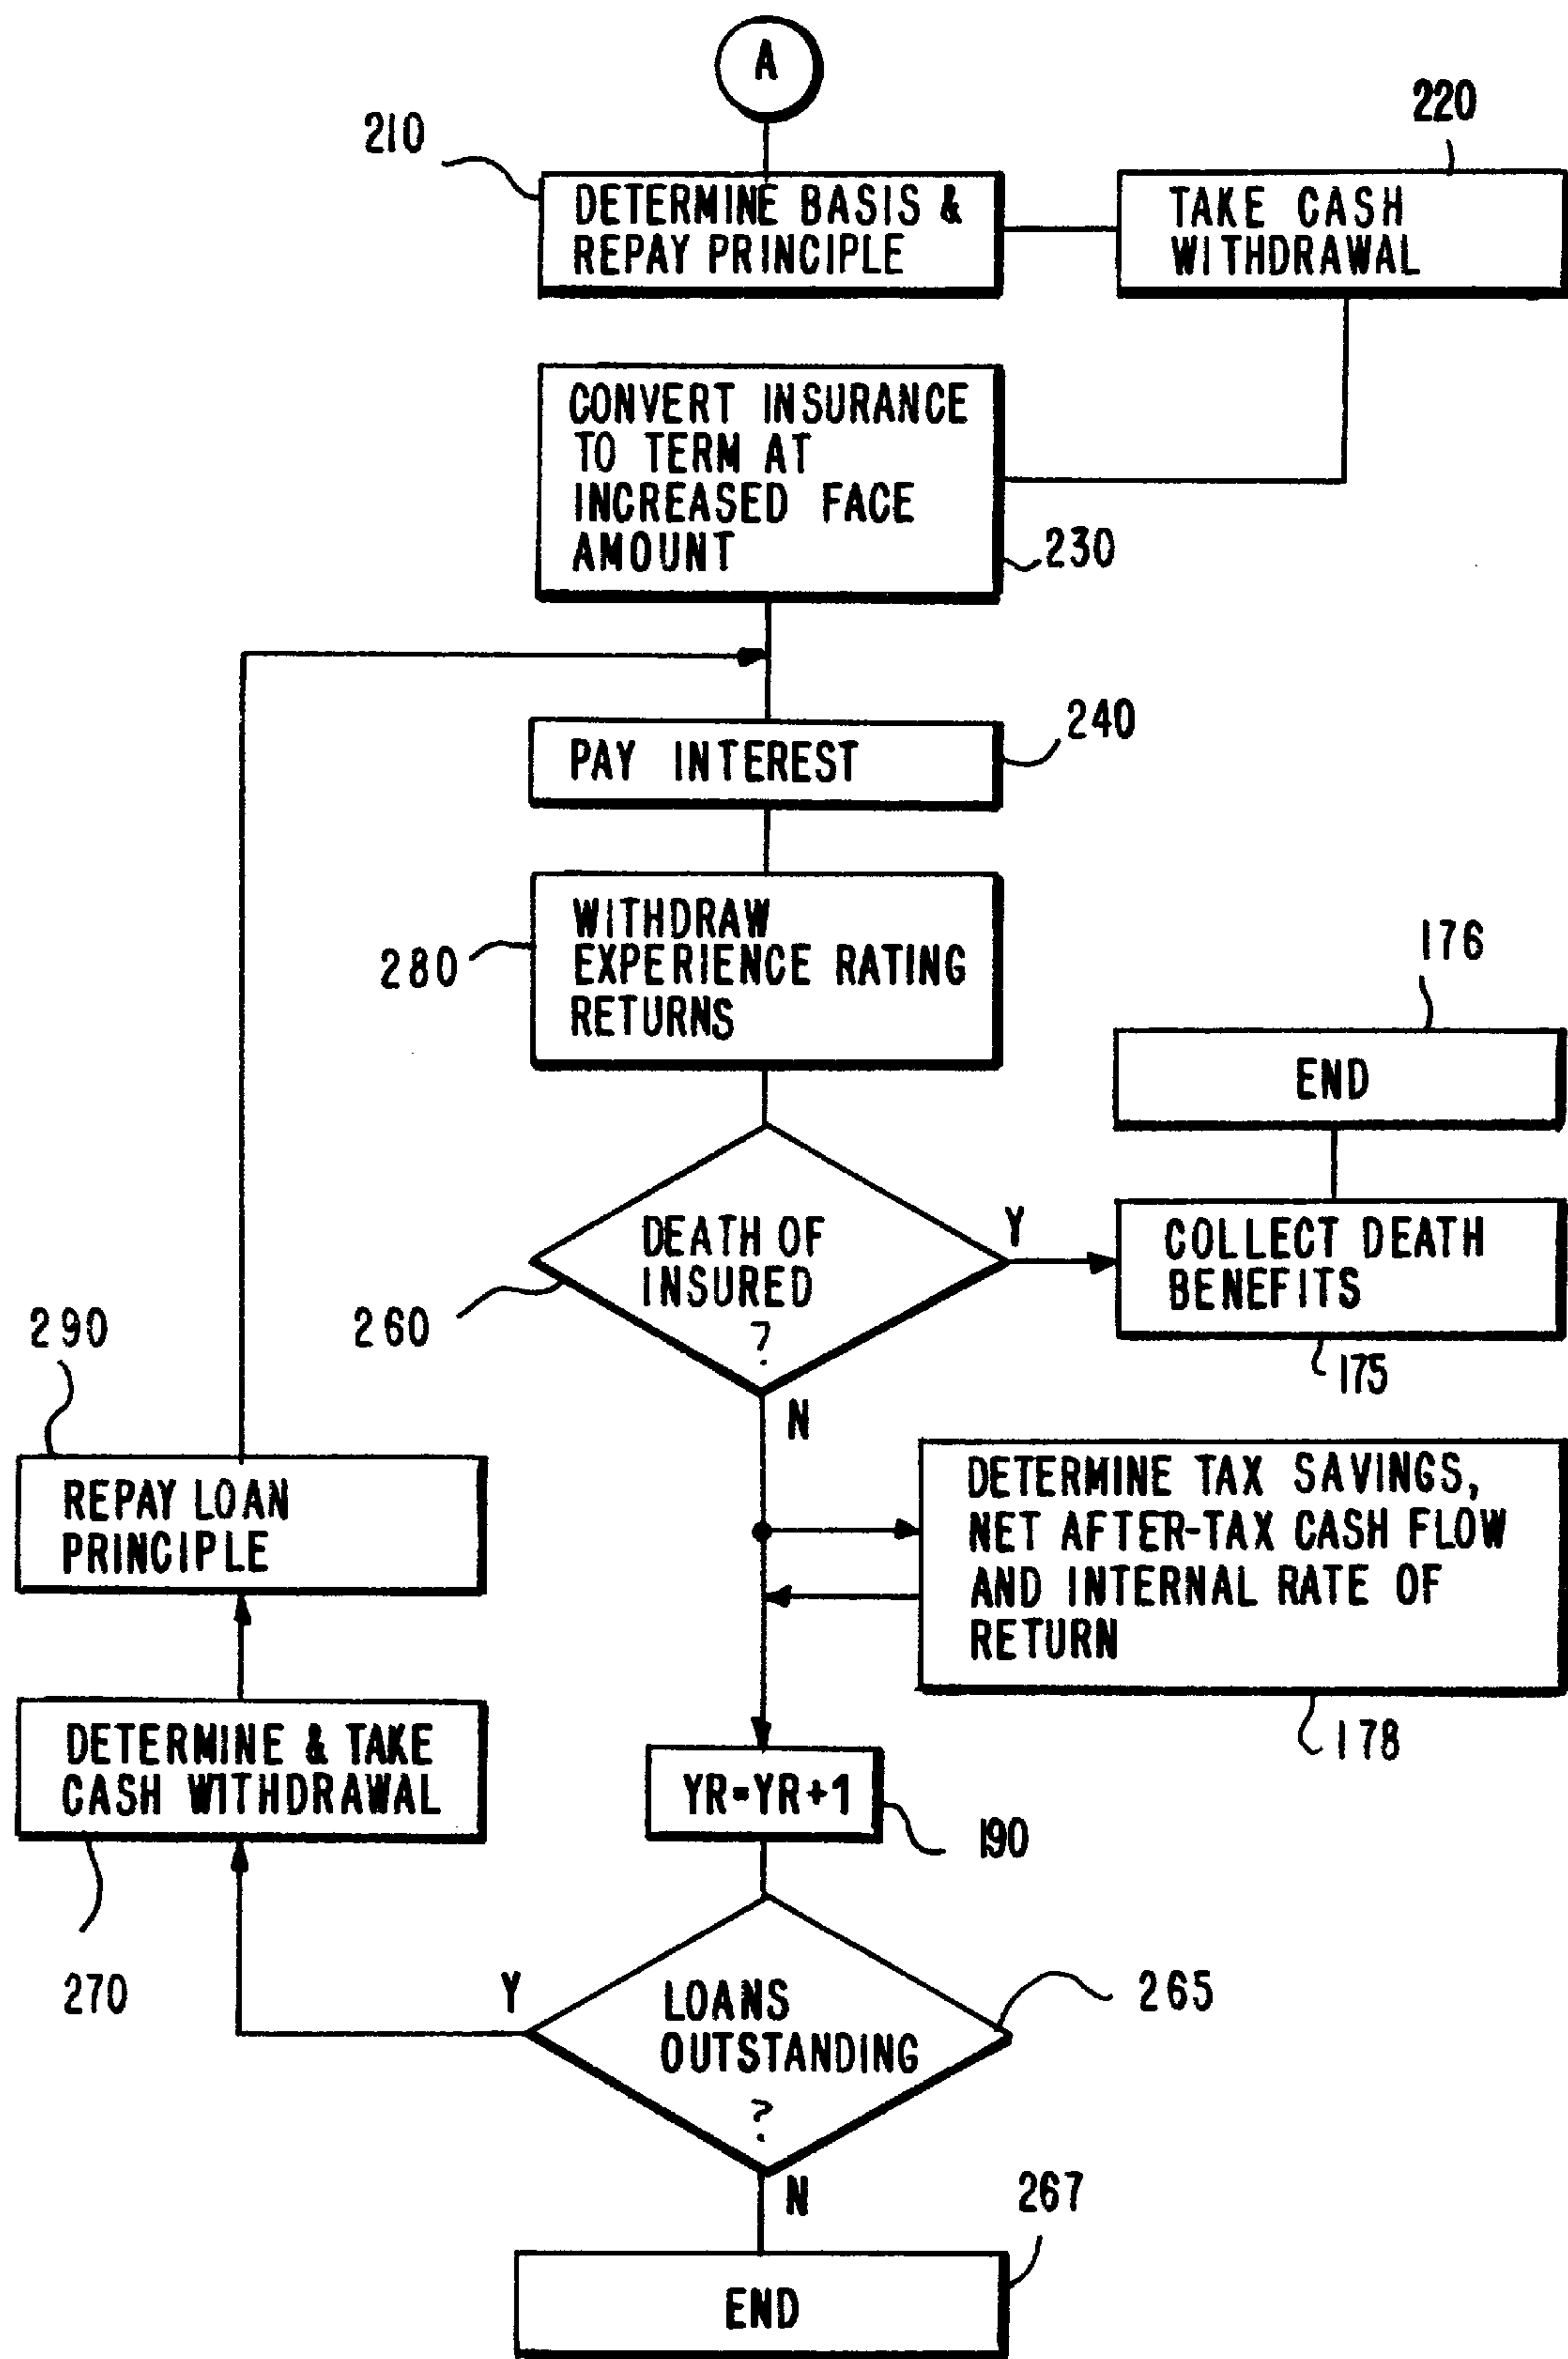 A
210
DETERMINE BASIS &
REPAY PRINCIPLE
220
TAKE CASH
WITHDRAWAL
CONVERT INSURANCE
TO TERM AT
INCREASED FACE
AMOUNT
230
PAY INTEREST
240
WITHDRAW
EXPERIENCE RATING
RETURNS
280
176
END
DEATH OF
INSURED
?
260
Y
COLLECT DEATH
BENEFITS
175
N
290
REPAY LOAN
PRINCIPLE
DETERMINE TAX SAVINGS,
NET AFTER-TAX CASH FLOW
AND INTERNAL RATE OF
RETURN
178
DETERMINE & TAKE
CASH WITHDRAWAL
270
YR=YR+1
190
Y
LOANS
OUTSTANDING
?
265
N
267
END